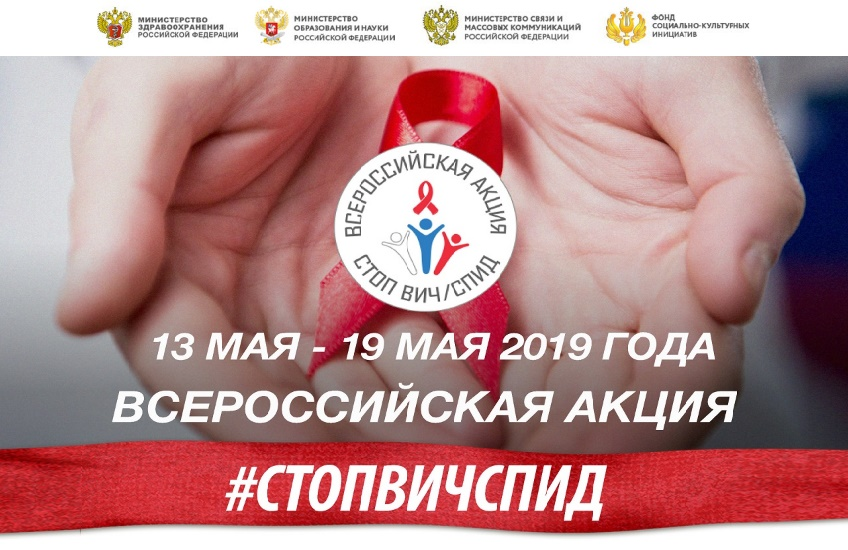 МИНИСТЕРСТВО
ЗДРАВООХРАНЕНИЯ
РОССИЙСКОЙ ФЕДЕРАЦИИ
МИНИСТЕРСТВО
ОБРАЗОВАНИЯ И НАУКИ
РОССИЙСКОЙ ФЕДЕРАЦИИ
МИНИСТЕРСТВО СВЯЗИ И
МАССОВЫХ КОММУНИКАЦИЙ
РОССИЙСКОЙ ФЕДЕРАЦИИ
ФОНД
СОЦИАЛЬНО-КУЛЬТУРНЫХ
ИНИЦИАТИВ
ВСЕРОССИЙСКАЯ АКЦИЯ
СТОП ВИЧ/СПИД
13 МАЯ - 19 МАЯ 2019 ГОДА
ВСЕРОССИЙСКАЯ АКЦИЯ
#СТОПВИЧСПИД